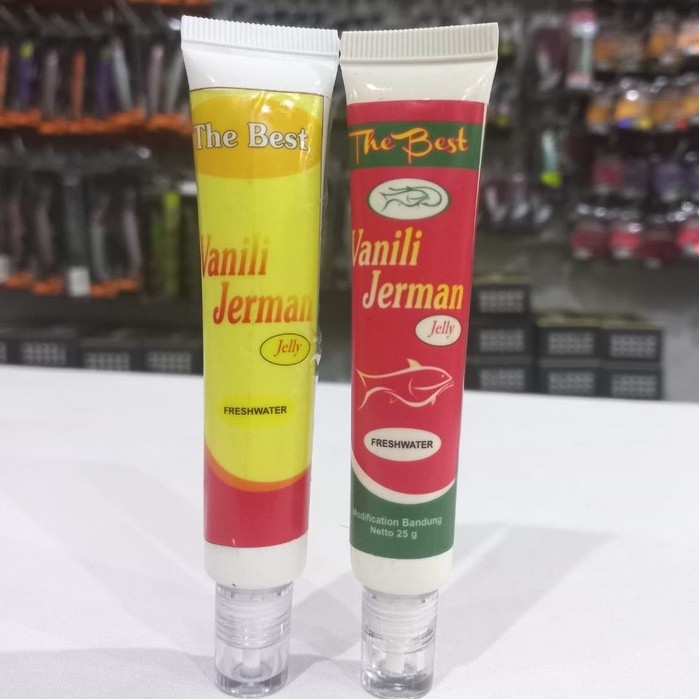 The Best
Vanili
Jerman
Jelly
FRESHWATER
The Best
Vanili
Jerman
Jelly
FRESHWATER
Modification Bandung
Netto 25 g